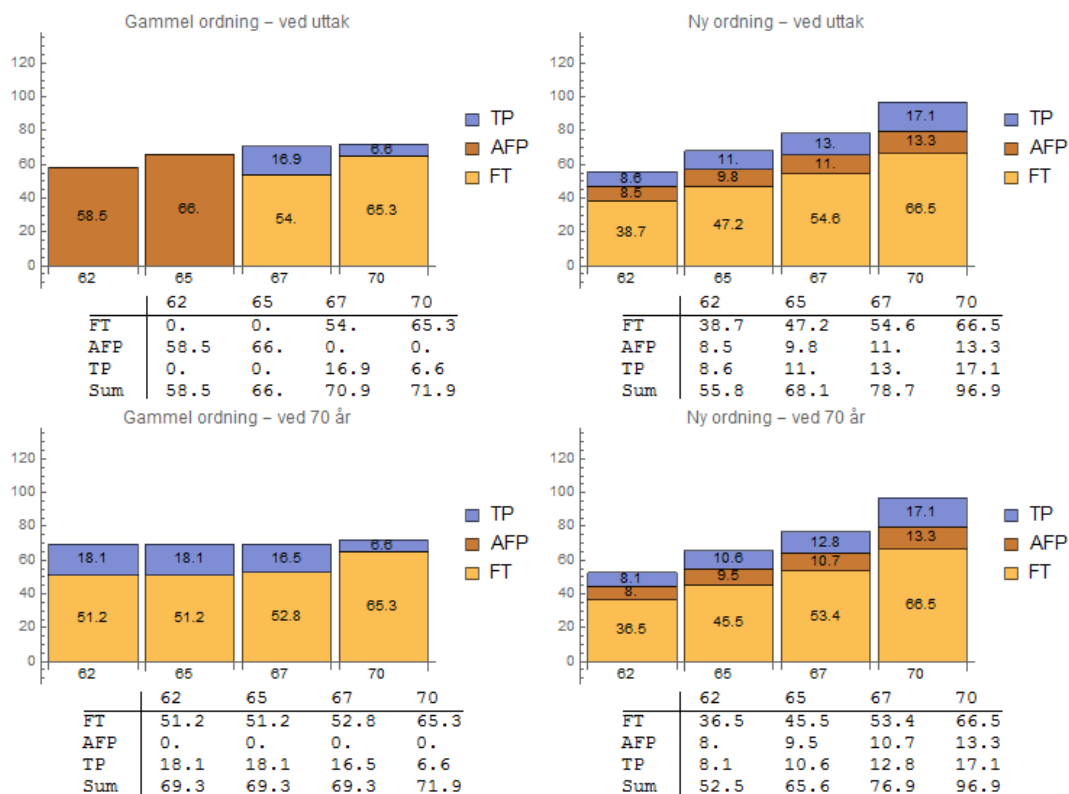 Gammel ordning – ved uttak
120
100
80
60
40
20
0
58.5
66.
16.9
54.
6.6
65.3
62 65 67 70
TP
AFP
FT
62 65 67 70
FT 0. 0. 54. 65.3
AFP 58.5 66. 0. 0.
TP 0. 0. 16.9 6.6
Sum 58.5 66. 70.9 71.9
Ny ordning – ved uttak
120
100
80
60
40
20
0
8.6
8.5
38.7
11.
9.8
47.2
13.
11.
54.6
17.1
13.3
66.5
62 65 67 70
TP
AFP
FT
62 65 67 70
FT 38.7 47.2 54.6 66.5
AFP 8.5 9.8 11. 13.3
TP 8.6 11. 13. 17.1
Sum 55.8 68.1 78.7 96.9
Gammel ordning – ved 70 år
120
100
80
60
40
20
0
18.1
51.2
18.1
51.2
16.5
52.8
6.6
65.3
62 65 67 70
TP
AFP
FT
62 65 67 70
FT 51.2 51.2 52.8 65.3
AFP 0. 0. 0. 0.
TP 18.1 18.1 16.5 6.6
Sum 69.3 69.3 69.3 71.9
Ny ordning – ved 70 år
120
100
80
60
40
20
0
8.1
8.
36.5
10.6
9.5
45.5
12.8
10.7
53.4
17.1
13.3
66.5
62 65 67 70
TP
AFP
FT
62 65 67 70
FT 36.5 45.5 53.4 66.5
AFP 8. 9.5 10.7 13.3
TP 8.1 10.6 12.8 17.1
Sum 52.5 65.6 76.9 96.9